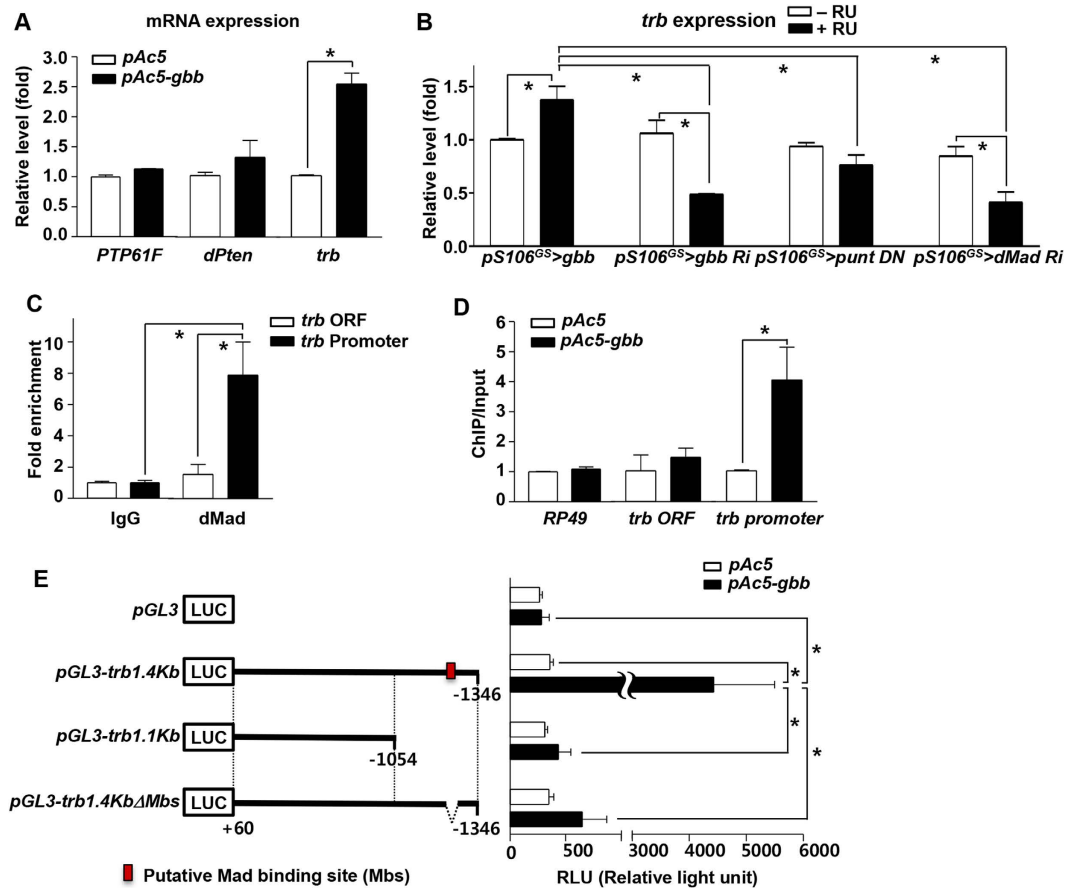 A
mRNA expression
pAc5
pAc5-gbb
Relative level (fold)
3.0
2.5
2.0
1.5
1.0
0.5
0.0
*
PTP61F dPten trb
B
trb expression
– RU
+ RU
Relative level (fold)
1.5
1.0
0.5
0.0
* * * * * *
pS106GS>gbb pS106GS>gbb Ri pS106GS>punt DN pS106GS>dMad Ri
C
trb ORF
trb Promoter
Fold enrichment
10
8
6
4
2
0
* *
IgG dMad
D
pAc5
pAc5-gbb
ChIP/Input
6
5
4
3
2
1
0
*
RP49 trb ORF trb promoter
E
pGL3 LUC
pGL3-trb1.4Kb LUC -1346
pGL3-trb1.1Kb LUC -1054
pGL3-trb1.4KbΔMbs LUC
+60 -1346
Putative Mad binding site (Mbs)
pAc5
pAc5-gbb
* * * *
0 500 3000 4000 5000 6000
RLU (Relative light unit)